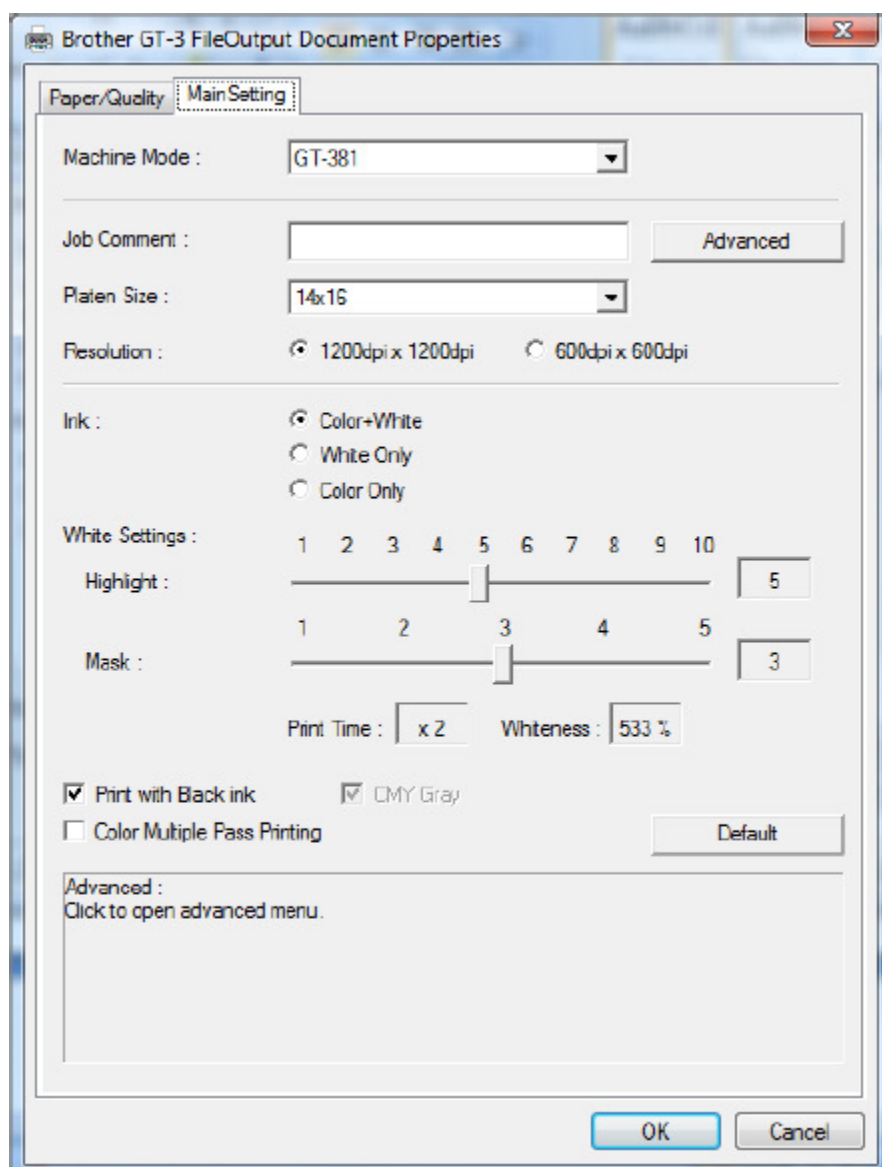 Brother GT-3 FileOutput Document Properties
Paper/Quality MainSetting
Machine Mode : GT-381
Job Comment : Advanced
Platen Size : 14x16
Resolution : 1200dpi x 1200dpi 600dpi x 600dpi
Ink : Color+White
White Only
Color Only
White Settings : 1 2 3 4 5 6 7 8 9 10
Highlight : 5
1 2 3 4 5
Mask : 3
Print Time : x 2 Whiteness : 533 %
Print with Back ink CMY Gray
Color Multiple Pass Printing Default
Advanced :
Click to open advanced menu.
OK Cancel